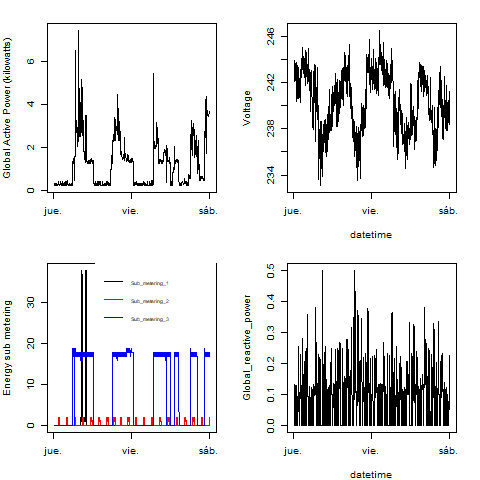 Global Active Power (kilowatts)
0 2 4 6
jue. vie. sáb.
Voltage
234 238 242 246
jue. vie. sáb.
datetime
Energy sub metering
0 10 20 30
Sub_metering_1
Sub_metering_2
Sub_metering_3
jue. vie. sáb.
Global_reactive_power
0.0 0.1 0.2 0.3 0.4 0.5
jue. vie. sáb.
datetime